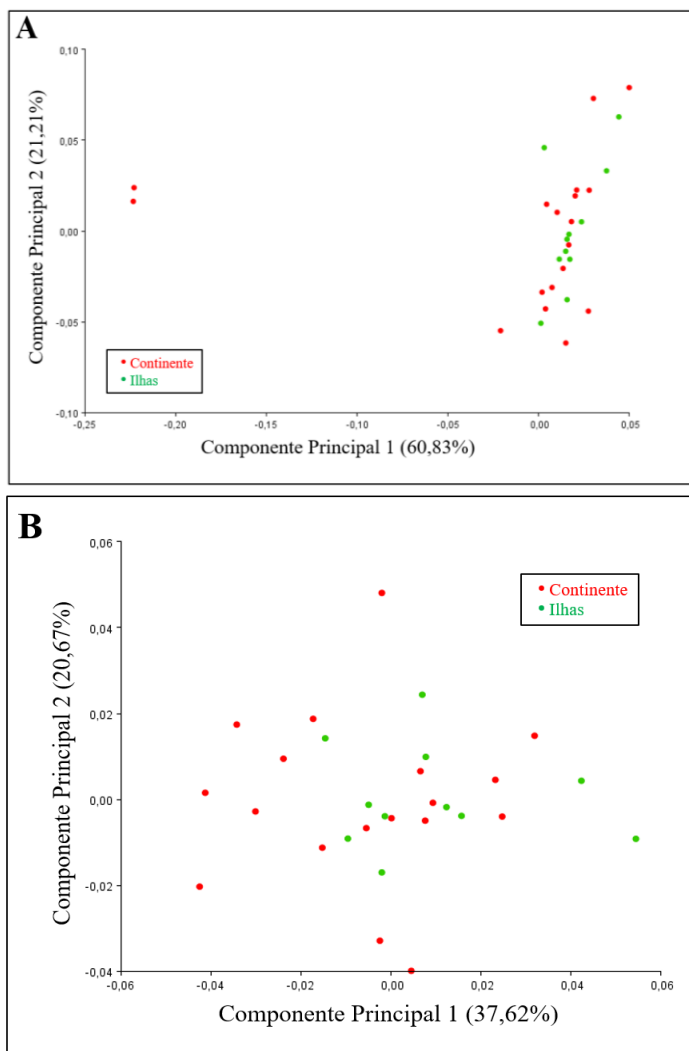 A
0,10
0,05
0,00
-0,05
-0,10
Componente Principal 2 (21,21%)
Continente
Ilhas
-0,25 -0,20 -0,15 -0,10 -0,05 0,00 0,05
Componente Principal 1 (60,83%)
B
0,06
0,04
0,02
0,00
-0,02
-0,04
Componente Principal 2 (20,67%)
Continente
Ilhas
-0,06 -0,04 -0,02 0,00 0,02 0,04 0,06
Componente Principal 1 (37,62%)